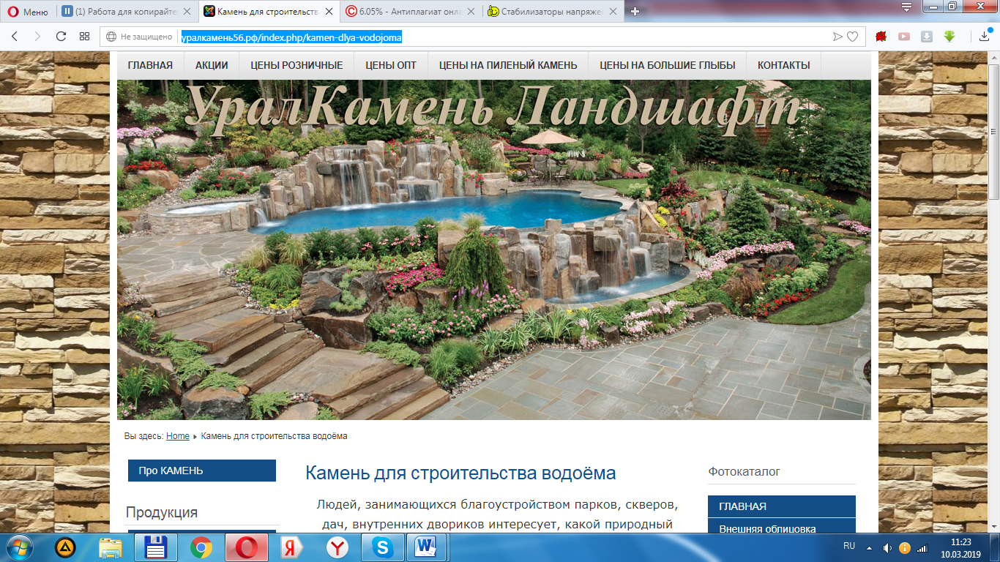 Меню
(1) Работа для копирайте
Камень для строительства
6.05% - Антиплагиат онла
Стабилизаторы напряжен
Не защищено
уралкамень56.рф/index.php/kamen-dlya-vodojoma
ГЛАВНАЯ
АКЦИИ
ЦЕНЫ РОЗНИЧНЫЕ
ЦЕНЫ ОПТ
ЦЕНЫ НА ПИЛЕНЫЙ КАМЕНЬ
ЦЕНЫ НА БОЛЬШИЕ ГЛЫБЫ
КОНТАКТЫ
УралКамень Ландшафт
Вы здесь: Home Камень для строительства водоёма
Про КАМЕНЬ
Продукция
Камень для строительства водоёма
Людей, занимающихся благоустройством парков, скверов,
дач, внутренних двориков интересует, какой природный
Фотокаталог
ГЛАВНАЯ
Внешняя облицовка
RU
11:23
10.03.2019